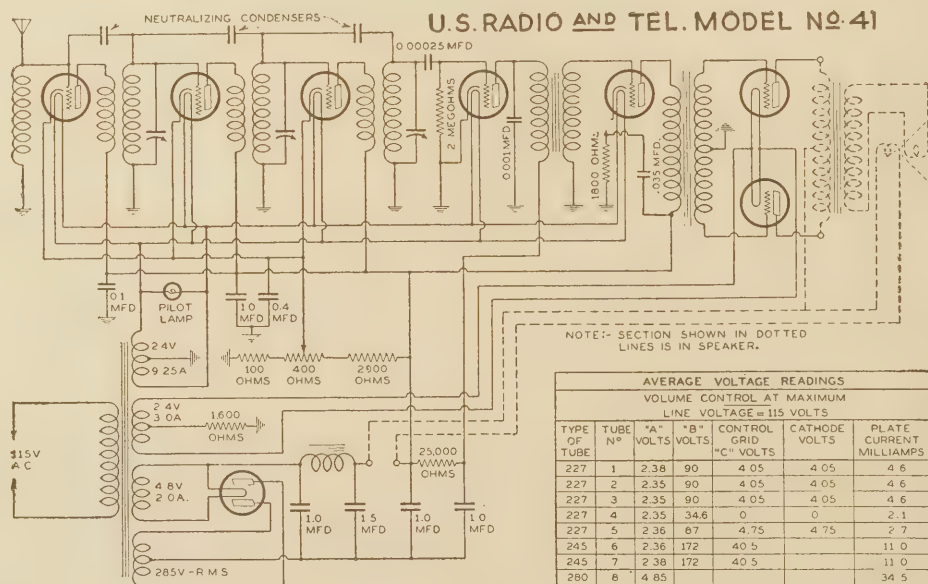 U.S. RADIO AND TEL. MODEL No. 41
NEUTRALIZING CONDENSERS
0.00025 MFD
2 MEGOHMS
0.001 MFD
1800 OHMS
.035 MFD.
0.1 MFD
PILOT LAMP
1.0 MFD
0.4 MFD
NOTE:- SECTION SHOWN IN DOTTED
LINES IS IN SPEAKER.
2.4V
9.25A
100 OHMS
400 OHMS
2900 OHMS
2.4V
3.0A
1,600 OHMS
115V
A C
4.8V
2.0A.
25,000 OHMS
1.0 MFD
1.5 MFD
1.0 MFD
1.0 MFD
285V-RMS
AVERAGE VOLTAGE READINGS
VOLUME CONTROL AT MAXIMUM
LINE VOLTAGE = 115 VOLTS
TYPE OF TUBE TUBE No "A" VOLTS "B" VOLTS CONTROL GRID "C" VOLTS CATHODE VOLTS PLATE CURRENT MILLIAMPS
227 1 2.38 90 4.05 4.05 4.6
227 2 2.35 90 4.05 4.05 4.6
227 3 2.35 90 4.05 4.05 4.6
227 4 2.35 34.6 0 0 2.1
227 5 2.36 87 4.75 4.75 2.7
245 6 2.36 172 40.5 11.0
245 7 2.38 172 40.5 11.0
280 8 4.85 34.5